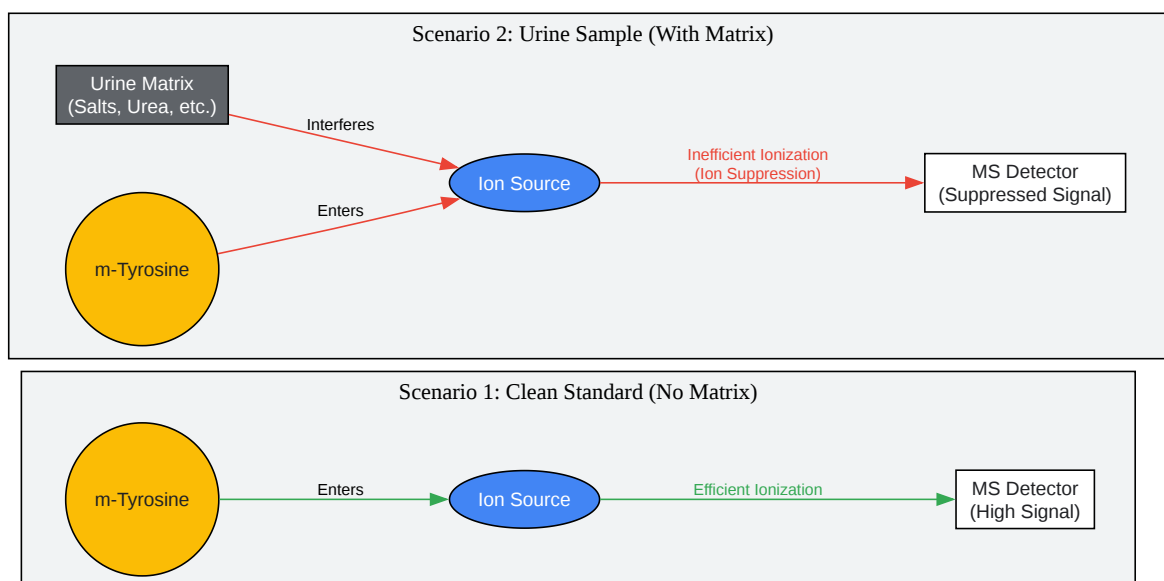 Scenario 2: Urine Sample (With Matrix)
Urine Matrix
(Salts, Urea, etc.)
Interferes
Inefficient Ionization
(Ion Suppression)
Ion Source
MS Detector
(Suppressed Signal)
Enters
m-Tyrosine
Scenario 1: Clean Standard (No Matrix)
m-Tyrosine
Enters
Ion Source
Efficient Ionization
MS Detector
(High Signal)